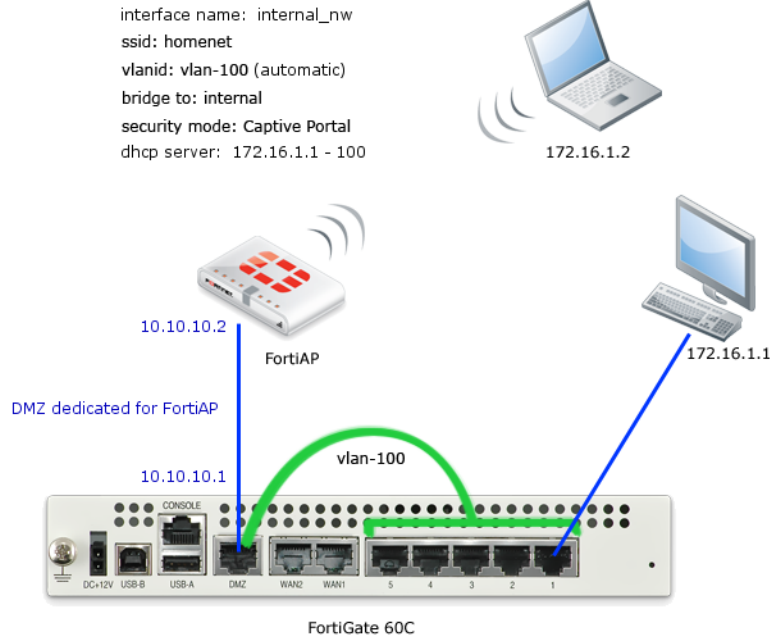 interface name: internal_nw
ssid: homenet
vlanid: vlan-100 (automatic)
bridge to: internal
security mode: Captive Portal
dhcp server: 172.16.1.1 - 100
172.16.1.2
10.10.10.2
FortiAP
172.16.1.1
DMZ dedicated for FortiAP
vlan-100
10.10.10.1
CONSOLE
DC+12V USB-B USB-A DMZ WAN2 WAN1 5 4 3 2 1
FortiGate 60C